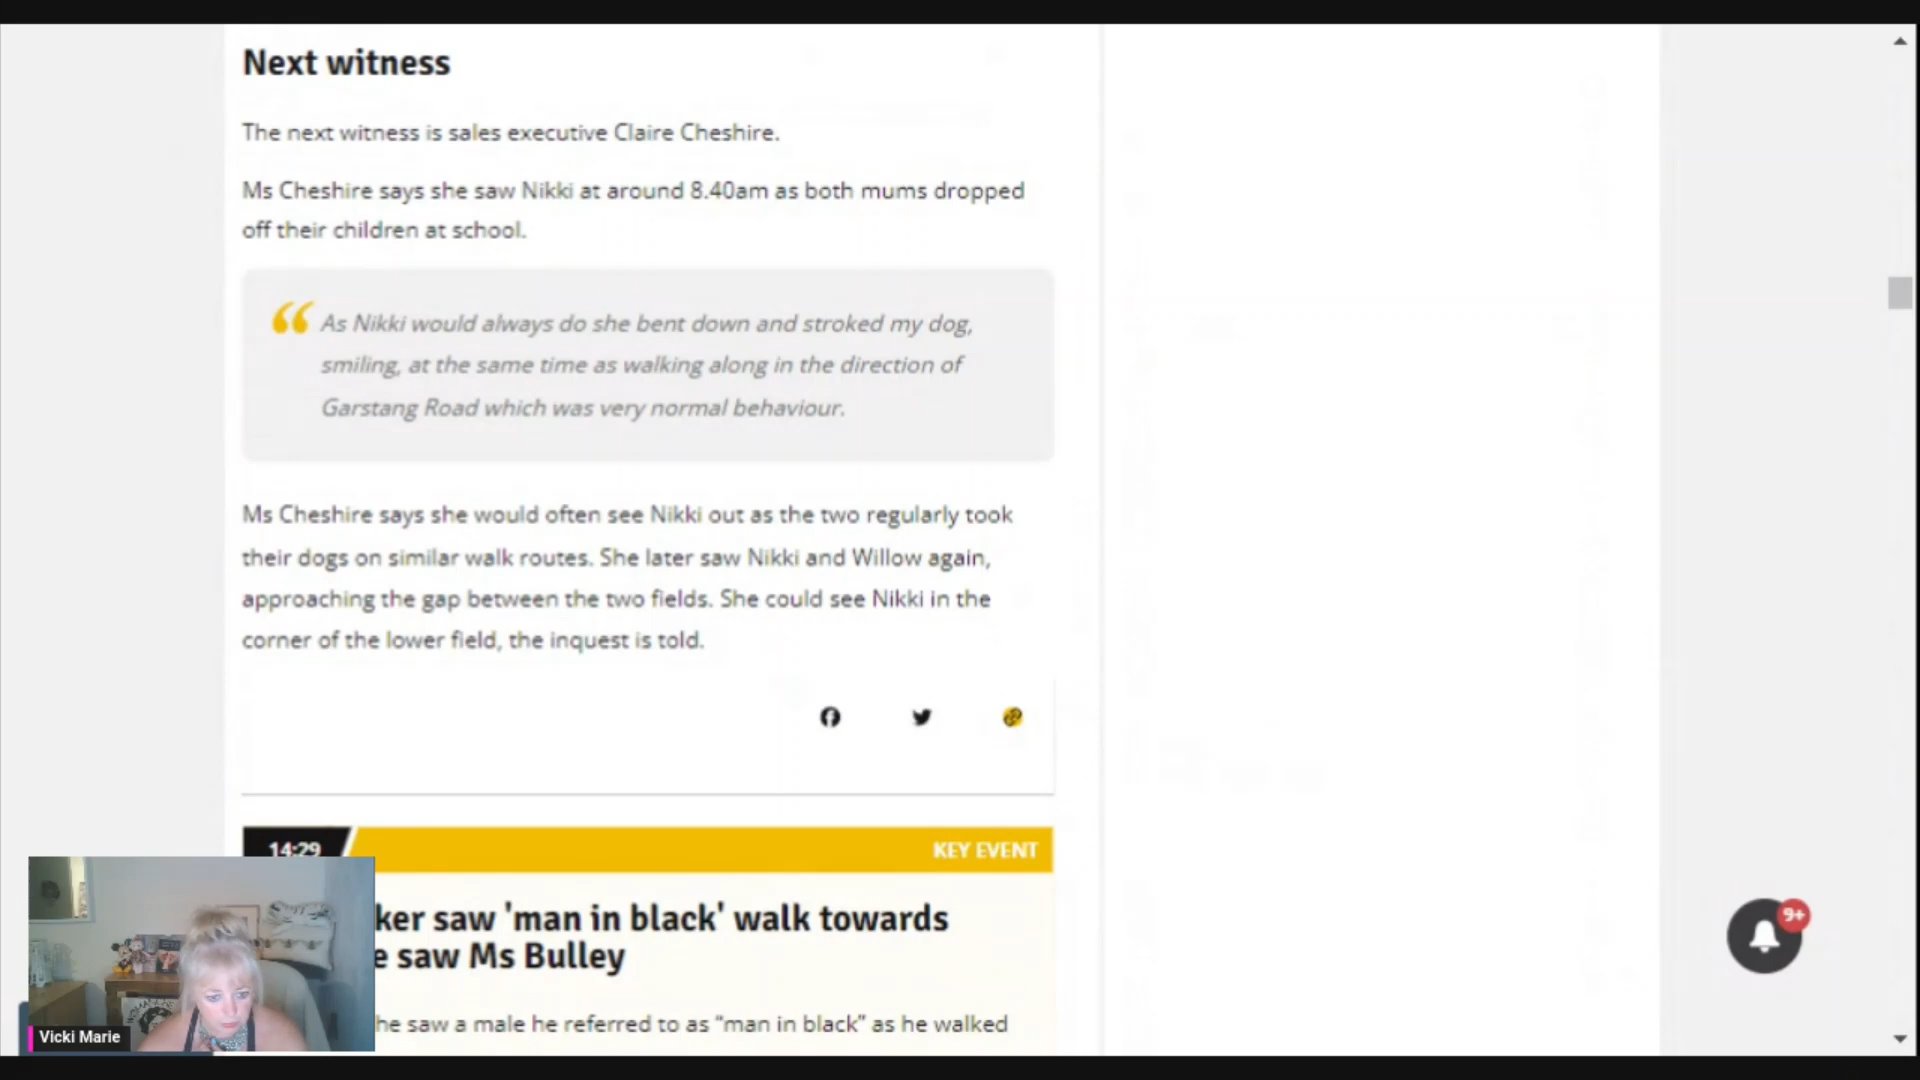 Next witness
The next witness is sales executive Claire Cheshire.
Ms Cheshire says she saw Nikki at around 8.40am as both mums dropped
off their children at school.
“ As Nikki would always do she bent down and stroked my dog,
smiling, at the same time as walking along in the direction of
Garstang Road which was very normal behaviour.
Ms Cheshire says she would often see Nikki out as the two regularly took
their dogs on similar walk routes. She later saw Nikki and Willow again,
approaching the gap between the two fields. She could see Nikki in the
corner of the lower field, the inquest is told.
14:29
KEY EVENT
ker saw 'man in black' walk towards
e saw Ms Bulley
he saw a male he referred to as “man in black” as he walked
9+
Vicki Marie